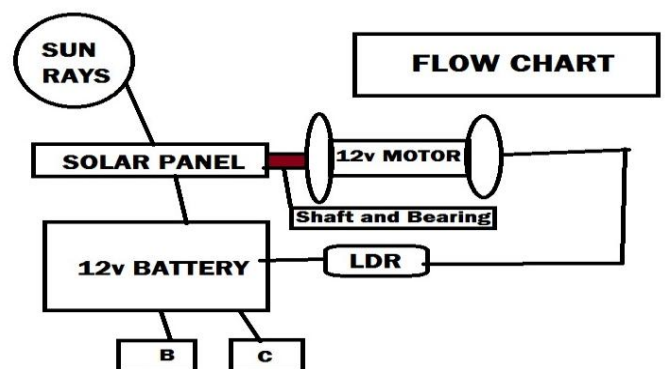 SUN
RAYS
FLOW CHART
SOLAR PANEL
12v MOTOR
Shaft and Bearing
12v BATTERY
LDR
B
C